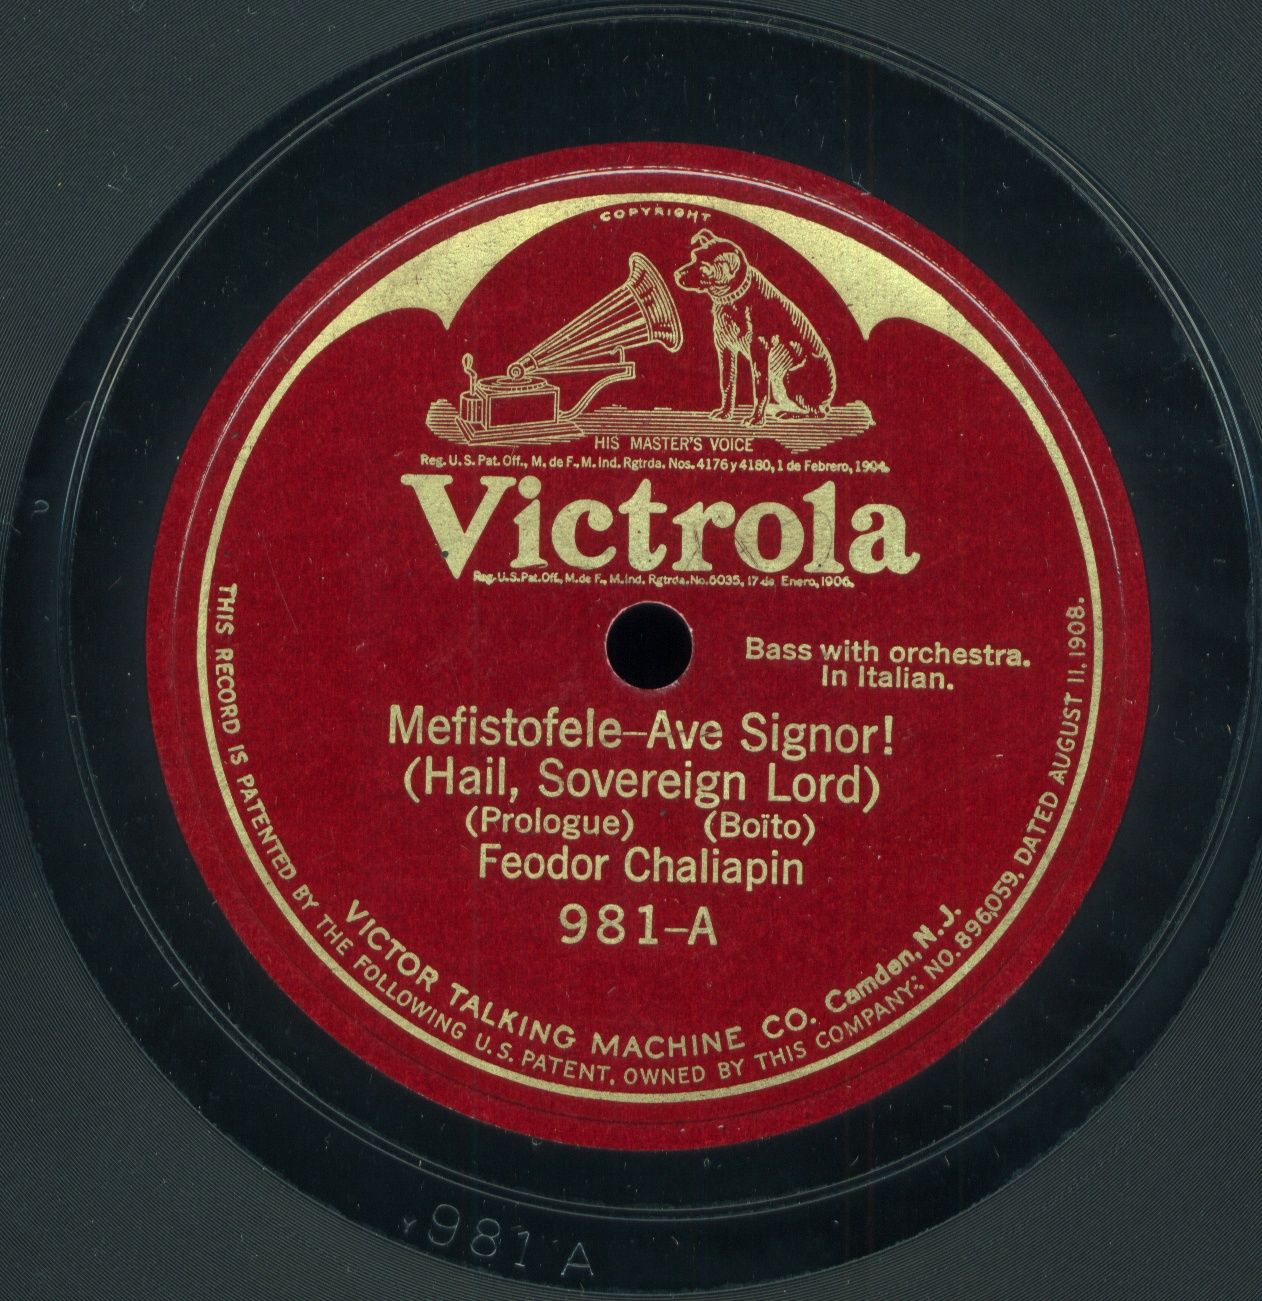 COPYRIGHT
HIS MASTER'S VOICE
Reg. U.S. Pat. Off., M. de F., M. Ind. Rgtrda. Nos. 4176 y 4180, 1 de Febrero, 1904.
Victrola
Reg. U.S. Pat. Off., M. de F., M. Ind. Rgtrda. No. 6035, 17 de Enero, 1906.
Bass with orchestra.
In Italian.
Mefistofele–Ave Signor!
(Hail, Sovereign Lord)
(Prologue) (Boïto)
Feodor Chaliapin
981–A
VICTOR TALKING MACHINE CO. Camden, N.J.
THIS RECORD IS PATENTED BY THE FOLLOWING U.S. PATENT, OWNED BY THIS COMPANY: NO. 896,059, DATED AUGUST 11, 1908.
981 A